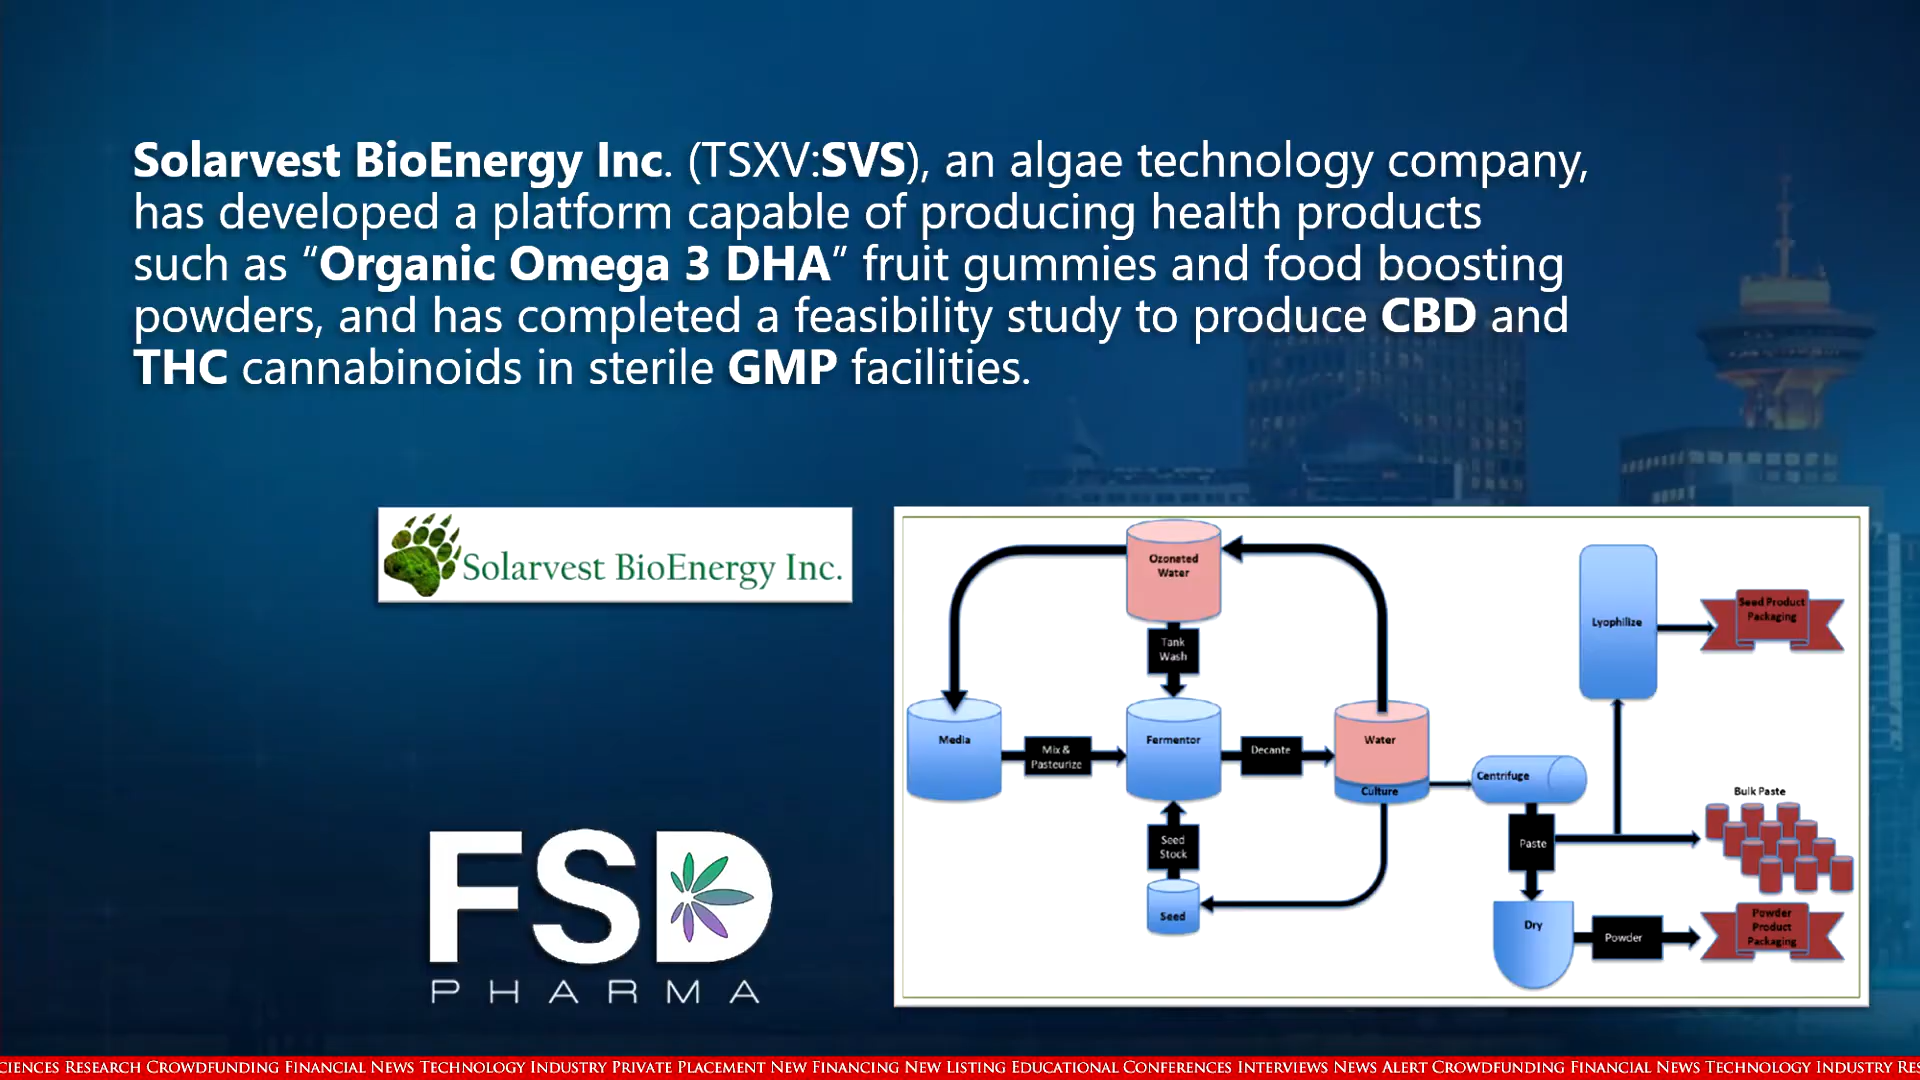 Solarvest BioEnergy Inc. (TSXV:SVS), an algae technology company,
has developed a platform capable of producing health products
such as “Organic Omega 3 DHA” fruit gummies and food boosting
powders, and has completed a feasibility study to produce CBD and
THC cannabinoids in sterile GMP facilities.
Solarvest BioEnergy Inc.
FSD
PHARMA
Ozonated
Water
Tank
Wash
Media
Mix &
Pasteurize
Fermentor
Decante
Water
Culture
Seed
Stock
Seed
Centrifuge
Paste
Lyophilize
Seed Product
Packaging
Bulk Paste
Dry
Powder
Powder
Product
Packaging
CIENCES RESEARCH CROWDFUNDING FINANCIAL NEWS TECHNOLOGY INDUSTRY PRIVATE PLACEMENT NEW FINANCING NEW LISTING EDUCATIONAL CONFERENCES INTERVIEWS NEWS ALERT CROWDFUNDING FINANCIAL NEWS TECHNOLOGY INDUSTRY RES